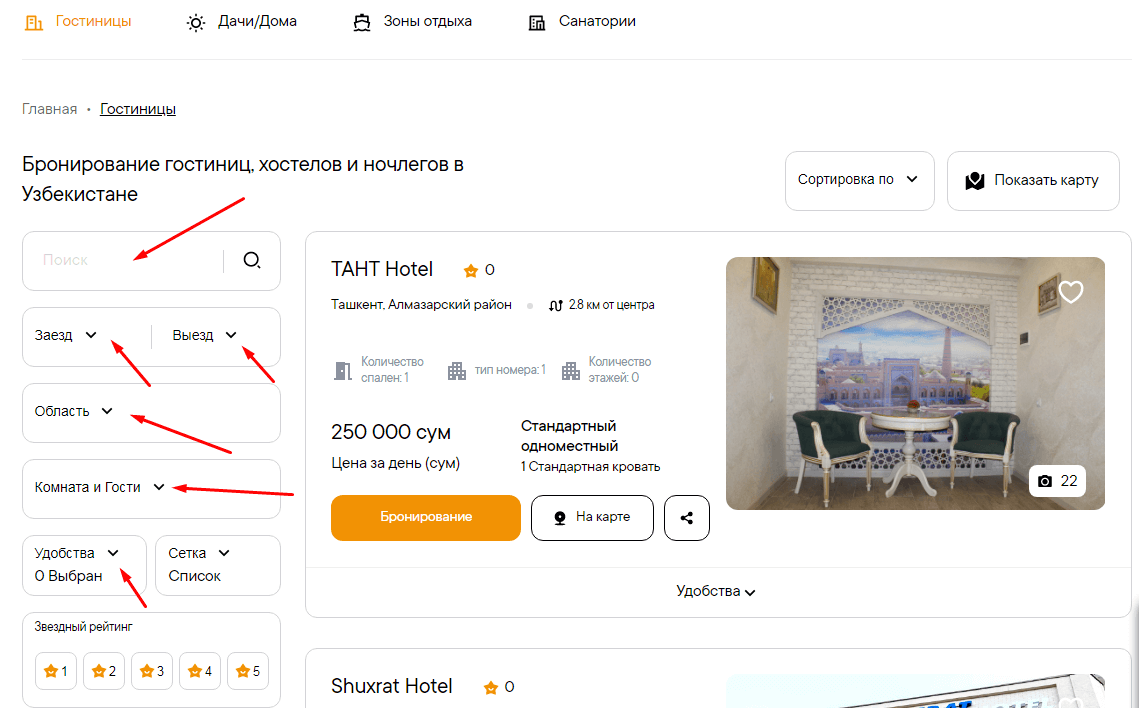 Гостиницы
Дачи/Дома
Зоны отдыха
Санатории
Главная • Гостиницы
Бронирование гостиниц, хостелов и ночлегов в
Узбекистане
Сортировка по
Показать карту
Поиск
Заезд
Выезд
Область
Комната и Гости
Удобства
0 Выбран
Сетка
Список
Звездный рейтинг
1
2
3
4
5
ТАНТ Hotel
0
Ташкент, Алмазарский район
2.8 км от центра
Количество
спален: 1
тип номера: 1
Количество
этажей: 0
250 000 сум
Цена за день (сум)
Стандартный
одноместный
1 Стандартная кровать
Бронирование
На карте
22
Удобства
Shuxrat Hotel
0